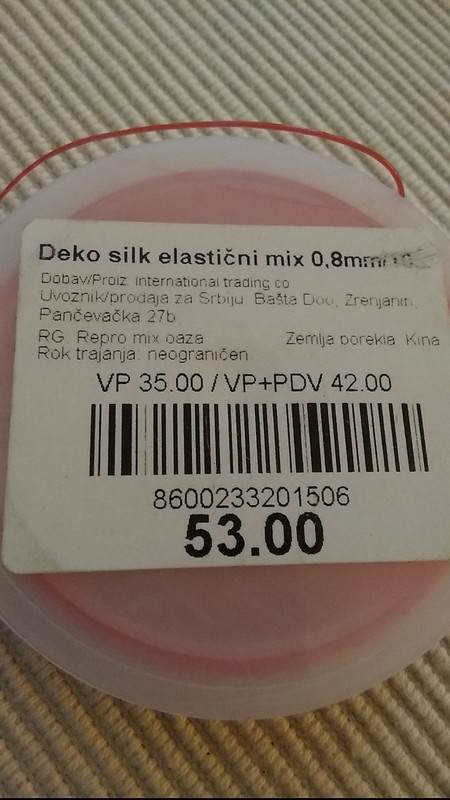 Deko silk elastični mix 0,8mm/10
Dobav/Proiz. International trading co
Uvoznik/prodaja za Srbiju: Bašta Doo, Zrenjanin,
Pančevačka 27b
RG. Repro mix oaza Zemlja porekla. Kina
Rok trajanja. neograničen
VP 35.00 / VP+PDV 42.00
8600233201506
53.00